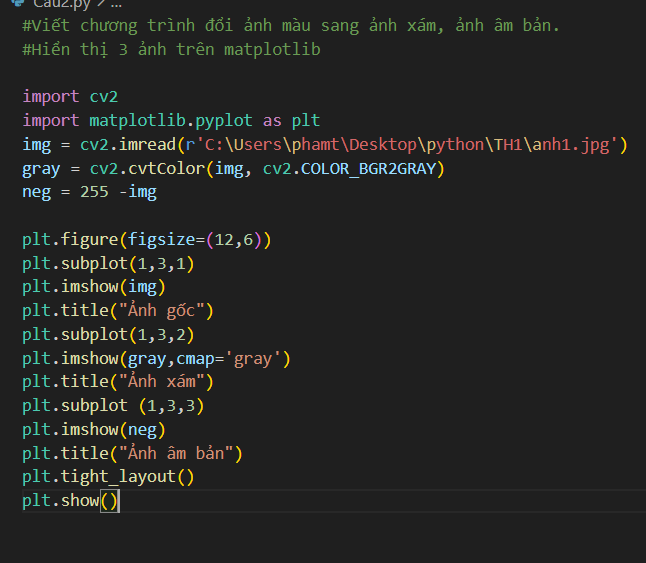 Cau2.py > ...
#Viết chương trình đổi ảnh màu sang ảnh xám, ảnh âm bản.
#Hiển thị 3 ảnh trên matplotlib
import cv2
import matplotlib.pyplot as plt
img = cv2.imread(r'C:\Users\phamt\Desktop\python\TH1\anh1.jpg')
gray = cv2.cvtColor(img, cv2.COLOR_BGR2GRAY)
neg = 255 -img
plt.figure(figsize=(12,6))
plt.subplot(1,3,1)
plt.imshow(img)
plt.title("Ảnh gốc")
plt.subplot(1,3,2)
plt.imshow(gray,cmap='gray')
plt.title("Ảnh xám")
plt.subplot (1,3,3)
plt.imshow(neg)
plt.title("Ảnh âm bản")
plt.tight_layout()
plt.show()